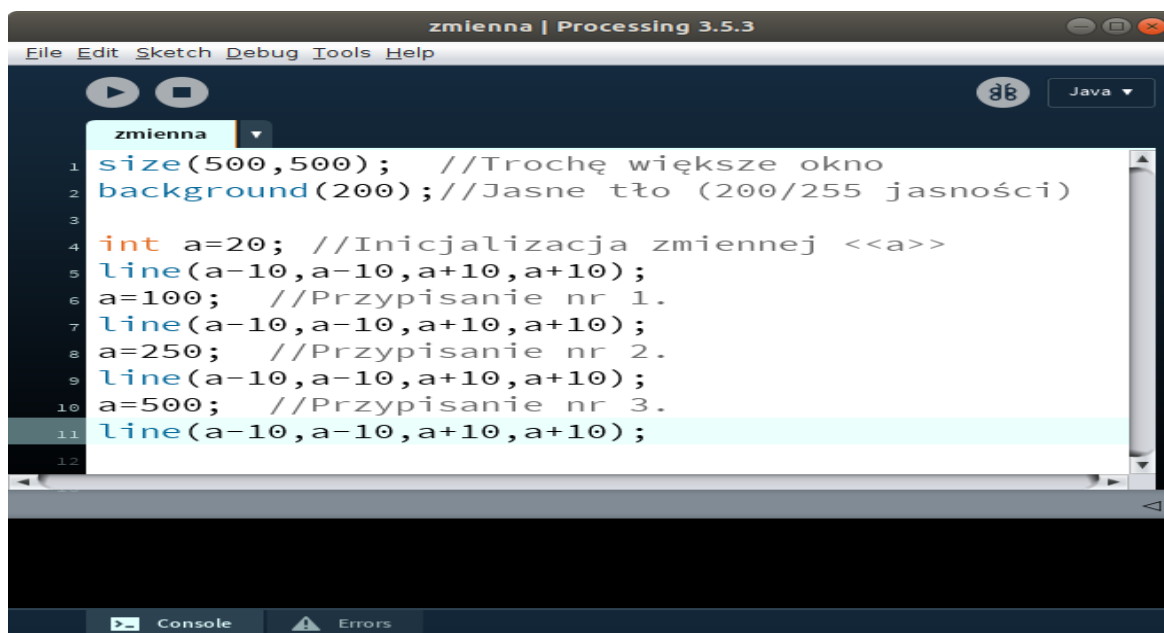 zmienna | Processing 3.5.3
File Edit Sketch Debug Tools Help
Java
zmienna
1 size(500,500);  //Trochę większe okno
2 background(200);//Jasne tło (200/255 jasności)
3
4 int a=20; //Inicjalizacja zmiennej <<a>>
5 line(a-10,a-10,a+10,a+10);
6 a=100;  //Przypisanie nr 1.
7 line(a-10,a-10,a+10,a+10);
8 a=250;  //Przypisanie nr 2.
9 line(a-10,a-10,a+10,a+10);
10 a=500;  //Przypisanie nr 3.
11 line(a-10,a-10,a+10,a+10);
12
Console Errors